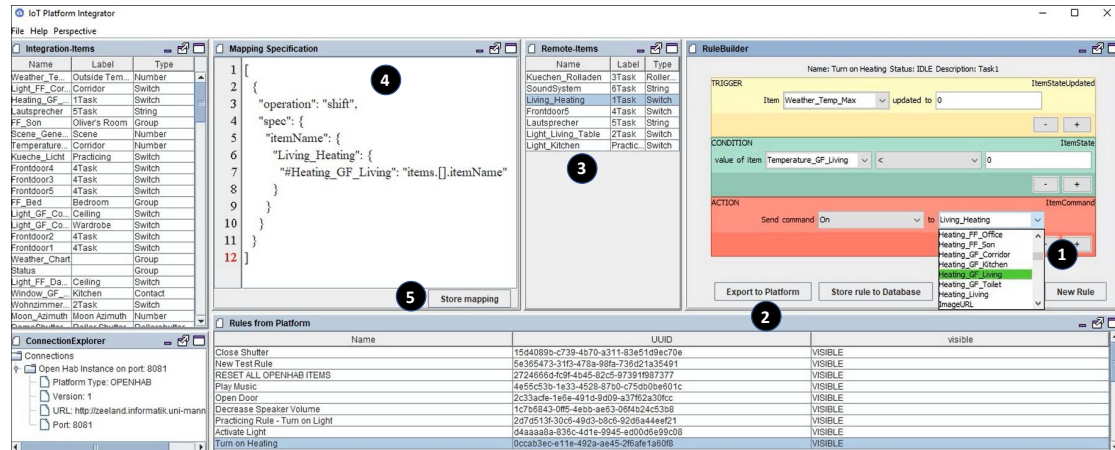 IoT Platform Integrator
File Help Perspective
Integration-Items
Name Label Type
Weather_Te... Outside Tem... Number
Light_FF_Cor... Corridor Switch
Heating_GF_... 1Task Switch
Lautsprecher 5Task String
FF_Son Oliver's Room Group
Scene_Gene... Scene Number
Temperature... Corridor Number
Kueche_Licht Practicing Switch
Frontdoor4 4Task Switch
Frontdoor3 4Task Switch
Frontdoor5 4Task Switch
FF_Bed Bedroom Group
Light_GF_Co... Ceiling Switch
Light_GF_Co... Wardrobe Switch
Frontdoor2 4Task Switch
Frontdoor1 4Task Switch
Weather_Chart Group
Status Group
Light_FF_Da... Ceiling Switch
Window_GF_... Kitchen Contact
Wohnzimmer... 2Task Switch
Moon_Azimuth Moon Azimuth Number
Mapping Specification
4
1 [
2 {
3 "operation": "shift",
4 "spec": {
5 "itemName": {
6 "Living_Heating": {
7 "#Heating_GF_Living": "items.[].itemName"
8 }
9 }
10 }
11 }
12 ]
5
Store mapping
Remote-Items
Name Label Type
Kuechen_Rolladen 3Task Roller...
SoundSystem 6Task String
Living_Heating 1Task Switch
Frontdoor5 4Task Switch
Lautsprecher 5Task String
Light_Living_Table 2Task Switch
Light_Kitchen Practic... Switch
3
RuleBuilder
Name: Turn on Heating Status: IDLE Description: Task1
TRIGGER ItemStateUpdated
Item Weather_Temp_Max updated to 0
- +
CONDITION ItemState
value of item Temperature_GF_Living < 0
- +
ACTION ItemCommand
Send command On to Living_Heating
- +
Heating_FF_Office
Heating_FF_Son
Heating_GF_Corridor
Heating_GF_Kitchen
Heating_GF_Living
Heating_GF_Toilet
Heating_Living
ImageURL
1
Export to Platform Store rule to Database New Rule
2
ConnectionExplorer
Connections
Open Hab Instance on port: 8081
Platform Type: OPENHAB
Version: 1
URL: http://zeeland.informatik.uni-mann
Port: 8081
Rules from Platform
Name UUID visible
Close Shutter 15d4089b-c739-4b70-a311-83e51d9ec70e VISIBLE
New Test Rule 5e365473-31f3-478a-98fa-736d21a35491 VISIBLE
RESET ALL OPENHAB ITEMS 2724666d-fc9f-4b45-82c5-97391f987377 VISIBLE
Play Music 4e55c53b-1e33-4528-87b0-c75db0be601c VISIBLE
Open Door 2c33acfe-1e6e-491d-9d09-a37f62a30fcc VISIBLE
Decrease Speaker Volume 1c7b6843-0ff5-4ebb-ae63-06f4b24c53b8 VISIBLE
Practicing Rule - Turn on Light 2d7d513f-30c6-49d3-b8c6-92d6a44eef21 VISIBLE
Activate Light d4aaaa8a-836c-4d1e-9945-ed00d6e99c08 VISIBLE
Turn on Heating 0ccab3ec-e11e-492a-ae45-2f6afe1a60f8 VISIBLE